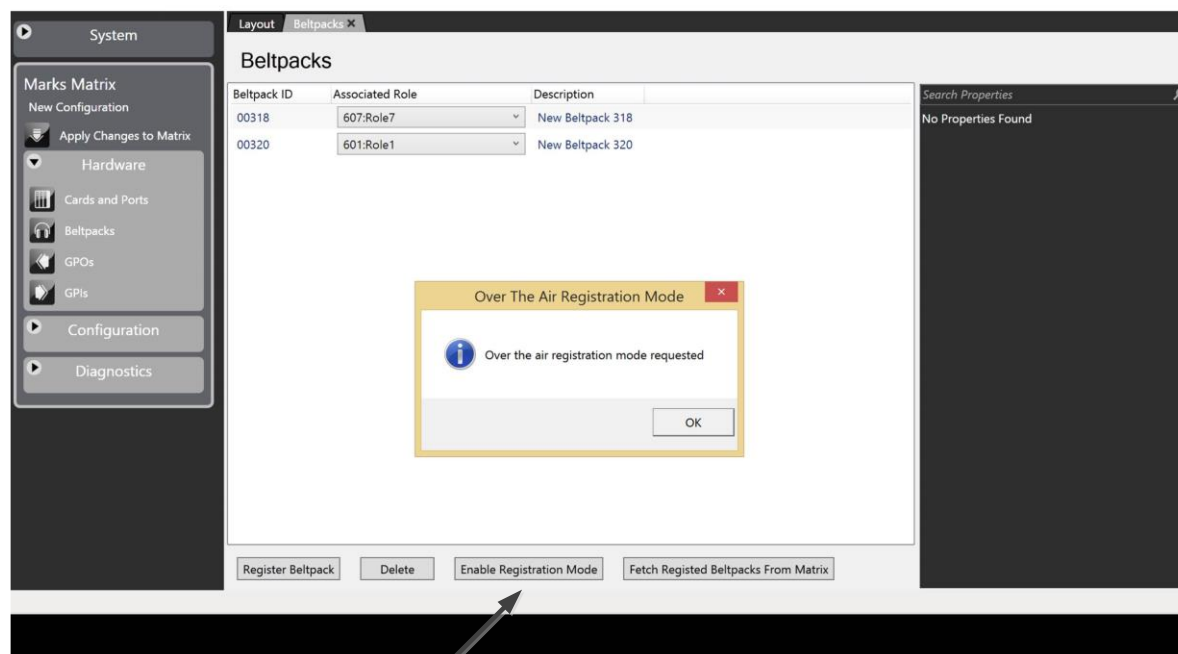 System
Marks Matrix
New Configuration
Apply Changes to Matrix
Hardware
Cards and Ports
Beltpacks
GPOs
GPIs
Configuration
Diagnostics
Layout Beltpacks X
Beltpacks
Beltpack ID Associated Role Description
00318 607:Role7 New Beltpack 318
00320 601:Role1 New Beltpack 320
Over The Air Registration Mode
Over the air registration mode requested
OK
Register Beltpack Delete Enable Registration Mode Fetch Registed Beltpacks From Matrix
Search Properties
No Properties Found